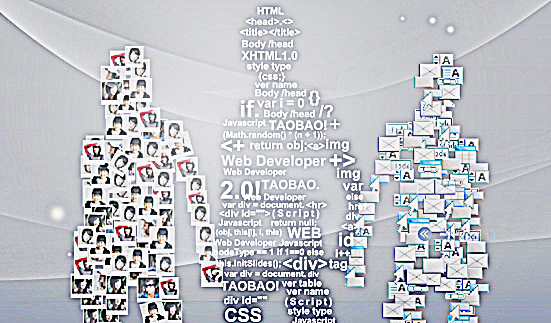 HTML
<head>.<>
<title></title>
Body /head
XHTML1.0
style type
{css:}
ver name
Body /head {}
if. var i = 0
Body /head /?
Javascript TAOBAO! +
(Math.random() * (n + 1));
<+ return obj;<a>img
Web Developer +>
Web Developer img
2.0! TAOBAO. var
Web Developer else
var div = document. <hr> hr
<div id=""> (Script) div
Javascript return null; <a>
(obj, this[i], i, this) WEB
Web Developer Javascript id
odeType == 1 if 1==0 else i++
this.initSlides(); <div> tag
var div = document. div
TAOBAO! ver table
ver name
div id="" (Script)
CSS var div = doc
Javascript